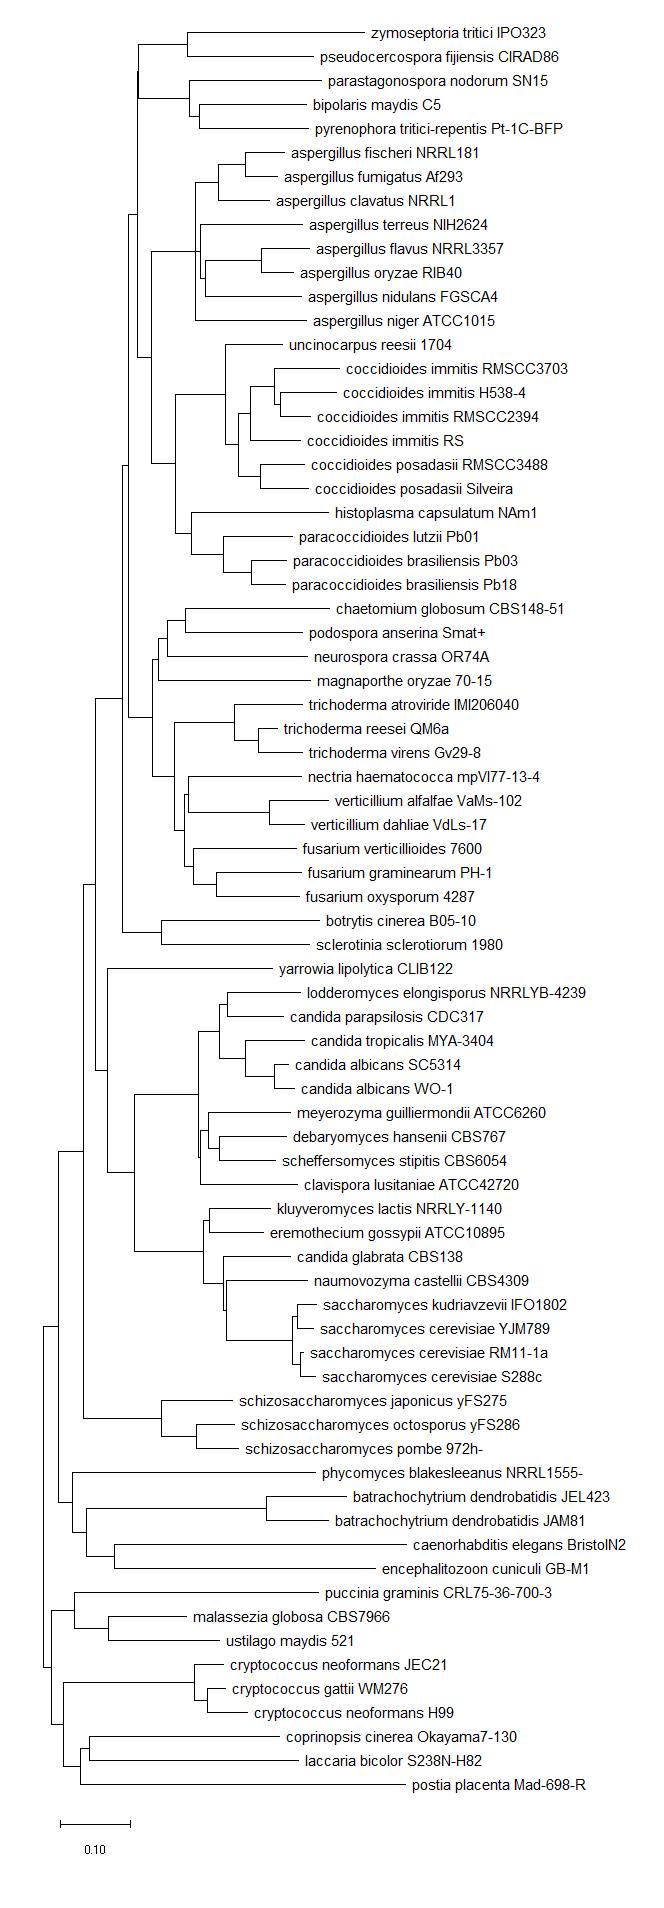 zymoseptoria tritici IPO323
pseudocercospora fijiensis CIRAD86
parastagonospora nodorum SN15
bipolaris maydis C5
pyrenophora tritici-repentis Pt-1C-BFP
aspergillus fischeri NRRL181
aspergillus fumigatus Af293
aspergillus clavatus NRRL1
aspergillus terreus NIH2624
aspergillus flavus NRRL3357
aspergillus oryzae RIB40
aspergillus nidulans FGSCA4
aspergillus niger ATCC1015
uncinocarpus reesii 1704
coccidioides immitis RMSCC3703
coccidioides immitis H538-4
coccidioides immitis RMSCC2394
coccidioides immitis RS
coccidioides posadasii RMSCC3488
coccidioides posadasii Silveira
histoplasma capsulatum NAm1
paracoccidioides lutzii Pb01
paracoccidioides brasiliensis Pb03
paracoccidioides brasiliensis Pb18
chaetomium globosum CBS148-51
podospora anserina Smat+
neurospora crassa OR74A
magnaporthe oryzae 70-15
trichoderma atroviride IMI206040
trichoderma reesei QM6a
trichoderma virens Gv29-8
nectria haematococca mpVI77-13-4
verticillium alfalfae VaMs-102
verticillium dahliae VdLs-17
fusarium verticillioides 7600
fusarium graminearum PH-1
fusarium oxysporum 4287
botrytis cinerea B05-10
sclerotinia sclerotiorum 1980
yarrowia lipolytica CLIB122
lodderomyces elongisporus NRRLYB-4239
candida parapsilosis CDC317
candida tropicalis MYA-3404
candida albicans SC5314
candida albicans WO-1
meyerozyma guilliermondii ATCC6260
debaryomyces hansenii CBS767
scheffersomyces stipitis CBS6054
clavispora lusitaniae ATCC42720
kluyveromyces lactis NRRLY-1140
eremothecium gossypii ATCC10895
candida glabrata CBS138
naumovozyma castellii CBS4309
saccharomyces kudriavzevii IFO1802
saccharomyces cerevisiae YJM789
saccharomyces cerevisiae RM11-1a
saccharomyces cerevisiae S288c
schizosaccharomyces japonicus yFS275
schizosaccharomyces octosporus yFS286
schizosaccharomyces pombe 972h-
phycomyces blakesleeanus NRRL1555-
batrachochytrium dendrobatidis JEL423
batrachochytrium dendrobatidis JAM81
caenorhabditis elegans BristolN2
encephalitozoon cuniculi GB-M1
puccinia graminis CRL75-36-700-3
malassezia globosa CBS7966
ustilago maydis 521
cryptococcus neoformans JEC21
cryptococcus gattii WM276
cryptococcus neoformans H99
coprinopsis cinerea Okayama7-130
laccaria bicolor S238N-H82
postia placenta Mad-698-R
0.10